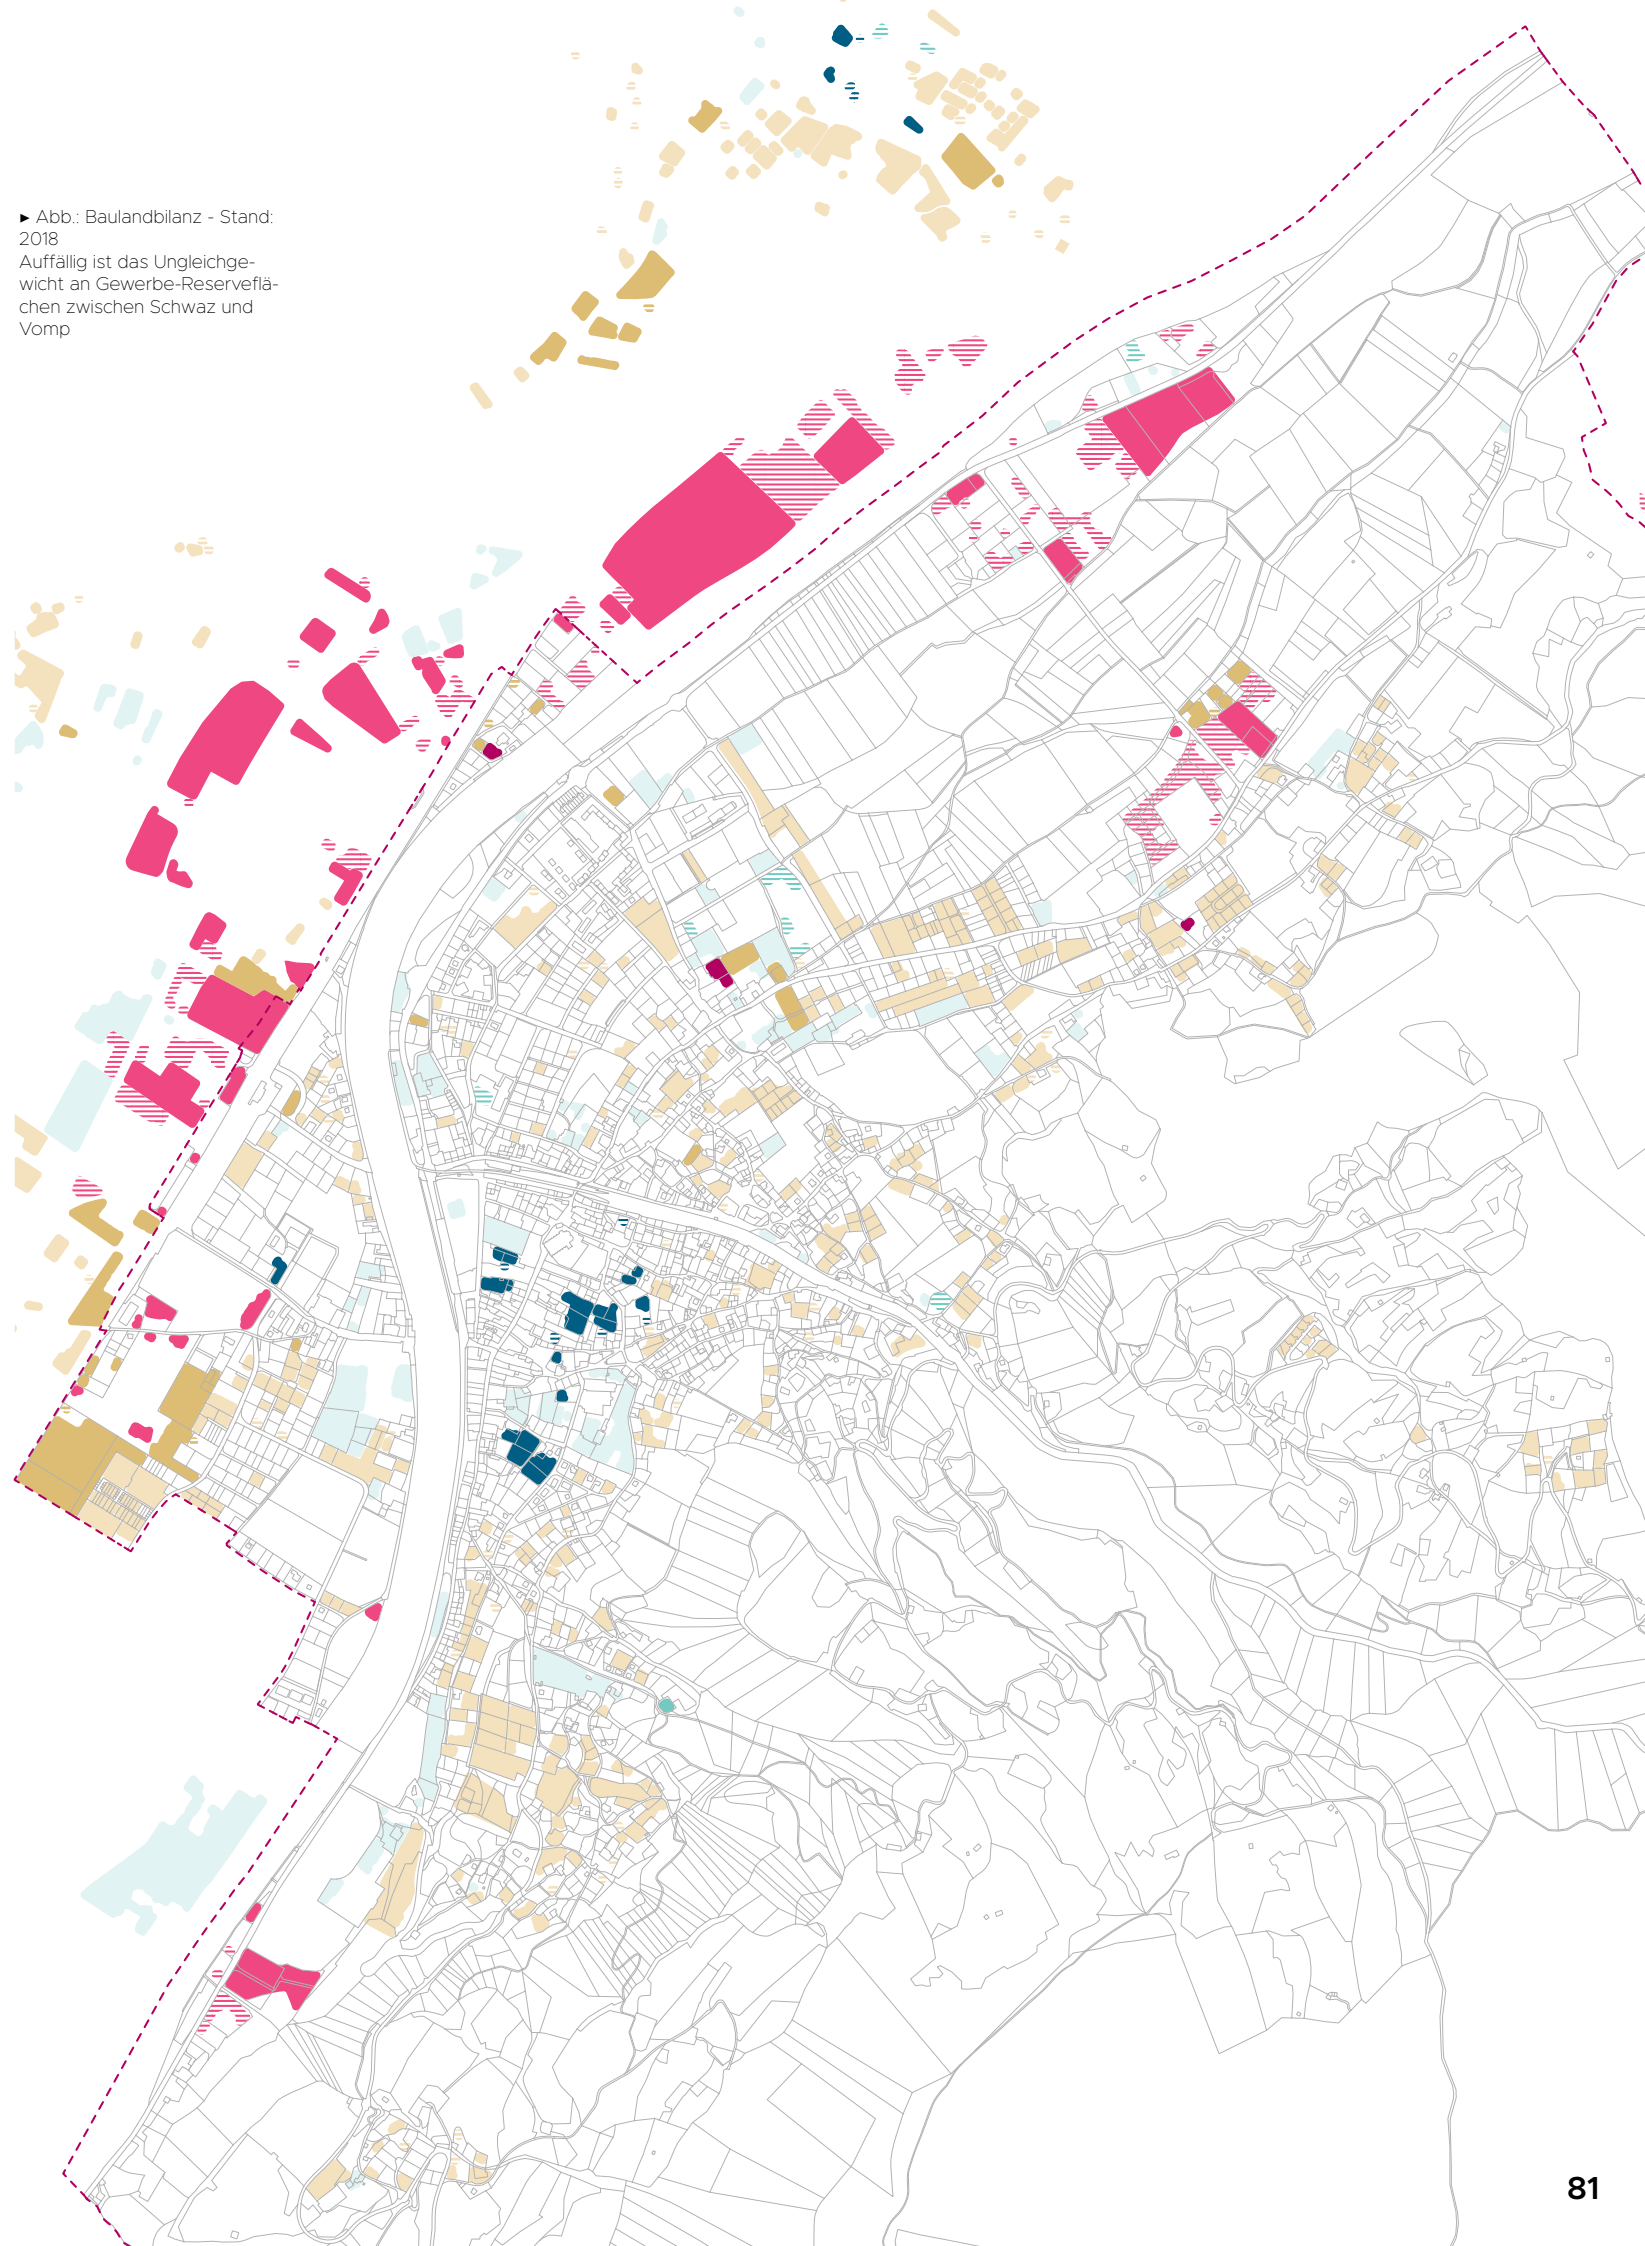 ▸ Abb.: Baulandbilanz - Stand:
2018
Auffällig ist das Ungleichge-
wicht an Gewerbe-Reserveflä-
chen zwischen Schwaz und
Vomp
81